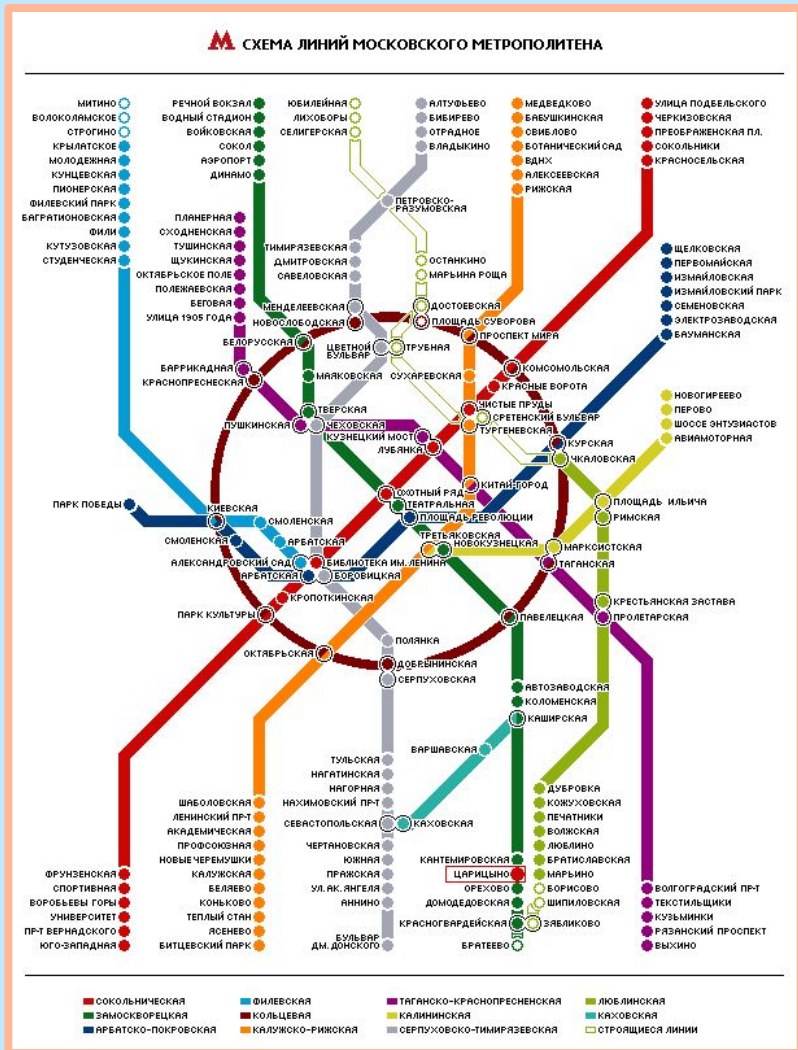 СХЕМА ЛИНИЙ МОСКОВСКОГО МЕТРОПОЛИТЕНА
МИТИНО
ВОЛОКОЛАМСКОЕ
СТРОГИНО
КРЫЛАТСКОЕ
МОЛОДЕЖНАЯ
КУНЦЕВСКАЯ
ПИОНЕРСКАЯ
ФИЛЕВСКИЙ ПАРК
БАГРАТИОНОВСКАЯ
ФИЛИ
КУТУЗОВСКАЯ
СТУДЕНЧЕСКАЯ
РЕЧНОЙ ВОКЗАЛ
ВОДНЫЙ СТАДИОН
ВОЙКОВСКАЯ
СОКОЛ
АЭРОПОРТ
ДИНАМО
ЮБИЛЕЙНАЯ
ЛИХОБОРЫ
СЕЛИГЕРСКАЯ
АЛТУФЬЕВО
БИБИРЕВО
ОТРАДНОЕ
ВЛАДЫКИНО
МЕДВЕДКОВО
БАБУШКИНСКАЯ
СВИБЛОВО
БОТАНИЧЕСКИЙ САД
ВДНХ
АЛЕКСЕЕВСКАЯ
РИЖСКАЯ
УЛИЦА ПОДБЕЛЬСКОГО
ЧЕРКИЗОВСКАЯ
ПРЕОБРАЖЕНСКАЯ ПЛ.
СОКОЛЬНИКИ
КРАСНОСЕЛЬСКАЯ
ПЕТРОВСКО-
РАЗУМОВСКАЯ
ПЛАНЕРНАЯ
СХОДНЕНСКАЯ
ТУШИНСКАЯ
ЩУКИНСКАЯ
ОКТЯБРЬСКОЕ ПОЛЕ
ПОЛЕЖАЕВСКАЯ
БЕГОВАЯ
УЛИЦА 1905 ГОДА
ТИМИРЯЗЕВСКАЯ
ДМИТРОВСКАЯ
САВЕЛОВСКАЯ
ОСТАНКИНО
МАРЬИНА РОЩА
ЩЕЛКОВСКАЯ
ПЕРВОМАЙСКАЯ
ИЗМАЙЛОВСКАЯ
ИЗМАЙЛОВСКИЙ ПАРК
СЕМЕНОВСКАЯ
ЭЛЕКТРОЗАВОДСКАЯ
БАУМАНСКАЯ
МЕНДЕЛЕЕВСКАЯ
НОВОСЛОБОДСКАЯ
ДОСТОЕВСКАЯ
ПЛОЩАДЬ СУВОРОВА
ПРОСПЕКТ МИРА
БЕЛОРУССКАЯ
ЦВЕТНОЙ
БУЛЬВАР
ТРУБНАЯ
БАРРИКАДНАЯ
КРАСНОПРЕСНЕСКАЯ
МАЯКОВСКАЯ
СУХАРЕВСКАЯ
КОМСОМОЛЬСКАЯ
КРАСНЫЕ ВОРОТА
НОВОГИРЕЕВО
ПЕРОВО
ШОССЕ ЭНТУЗИАСТОВ
АВИАМОТОРНАЯ
ТВЕРСКАЯ
ЧИСТЫЕ ПРУДЫ
СРЕТЕНСКИЙ БУЛЬВАР
ТУРГЕНЕВСКАЯ
ПУШКИНСКАЯ
ЧЕХОВСКАЯ
КУЗНЕЦКИЙ МОСТ
ЛУБЯНКА
КУРСКАЯ
ЧКАЛОВСКАЯ
КИТАЙ-ГОРОД
ПАРК ПОБЕДЫ
КИЕВСКАЯ
СМОЛЕНСКАЯ
ОХОТНЫЙ РЯД
ТЕАТРАЛЬНАЯ
ПЛОЩАДЬ РЕВОЛЮЦИИ
ПЛОЩАДЬ ИЛЬИЧА
РИМСКАЯ
СМОЛЕНСКАЯ
АРБАТСКАЯ
ТРЕТЬЯКОВСКАЯ
НОВОКУЗНЕЦКАЯ
МАРКСИСТСКАЯ
АЛЕКСАНДРОВСКИЙ САД
БИБЛИОТЕКА ИМ. ЛЕНИНА
АРБАТСКАЯ
БОРОВИЦКАЯ
ТАГАНСКАЯ
КРОПОТКИНСКАЯ
ПАРК КУЛЬТУРЫ
КРЕСТЬЯНСКАЯ ЗАСТАВА
ПАВЕЛЕЦКАЯ
ПРОЛЕТАРСКАЯ
ПОЛЯНКА
ОКТЯБРЬСКАЯ
ДОБРЫНИНСКАЯ
СЕРПУХОВСКАЯ
АВТОЗАВОДСКАЯ
КОЛОМЕНСКАЯ
КАШИРСКАЯ
ВАРШАВСКАЯ
ТУЛЬСКАЯ
НАГАТИНСКАЯ
НАГОРНАЯ
НАХИМОВСКИЙ ПР-Т
СЕВАСТОПОЛЬСКАЯ
КАХОВСКАЯ
ЧЕРТАНОВСКАЯ
ЮЖНАЯ
ПРАЖСКАЯ
УЛ. АК. ЯНГЕЛЯ
АННИНО
БУЛЬВАР
ДМ. ДОНСКОГО
ШАБОЛОВСКАЯ
ЛЕНИНСКИЙ ПР-Т
АКАДЕМИЧЕСКАЯ
ПРОФСОЮЗНАЯ
НОВЫЕ ЧЕРЕМУШКИ
КАЛУЖСКАЯ
БЕЛЯЕВО
КОНЬКОВО
ТЕПЛЫЙ СТАН
ЯСЕНЕВО
БИТЦЕВСКИЙ ПАРК
ФРУНЗЕНСКАЯ
СПОРТИВНАЯ
ВОРОБЬЕВЫ ГОРЫ
УНИВЕРСИТЕТ
ПР-Т ВЕРНАДСКОГО
ЮГО-ЗАПАДНАЯ
КАНТЕМИРОВСКАЯ
ЦАРИЦЫНО
ОРЕХОВО
ДОМОДЕДОВСКАЯ
КРАСНОГВАРДЕЙСКАЯ
БРАТЕЕВО
ДУБРОВКА
КОЖУХОВСКАЯ
ПЕЧАТНИКИ
ВОЛЖСКАЯ
ЛЮБЛИНО
БРАТИСЛАВСКАЯ
МАРЬИНО
БОРИСОВО
ШИПИЛОВСКАЯ
ЗЯБЛИКОВО
ВОЛГОГРАДСКИЙ ПР-Т
ТЕКСТИЛЬЩИКИ
КУЗЬМИНКИ
РЯЗАНСКИЙ ПРОСПЕКТ
ВЫХИНО
СОКОЛЬНИЧЕСКАЯ
ФИЛЕВСКАЯ
ТАГАНСКО-КРАСНОПРЕСНЕНСКАЯ
ЛЮБЛИНСКАЯ
ЗАМОСКВОРЕЦКАЯ
КОЛЬЦЕВАЯ
КАЛИНИНСКАЯ
КАХОВСКАЯ
АРБАТСКО-ПОКРОВСКАЯ
КАЛУЖСКО-РИЖСКАЯ
СЕРПУХОВСКО-ТИМИРЯЗЕВСКАЯ
СТРОЯЩИЕСЯ ЛИНИИ